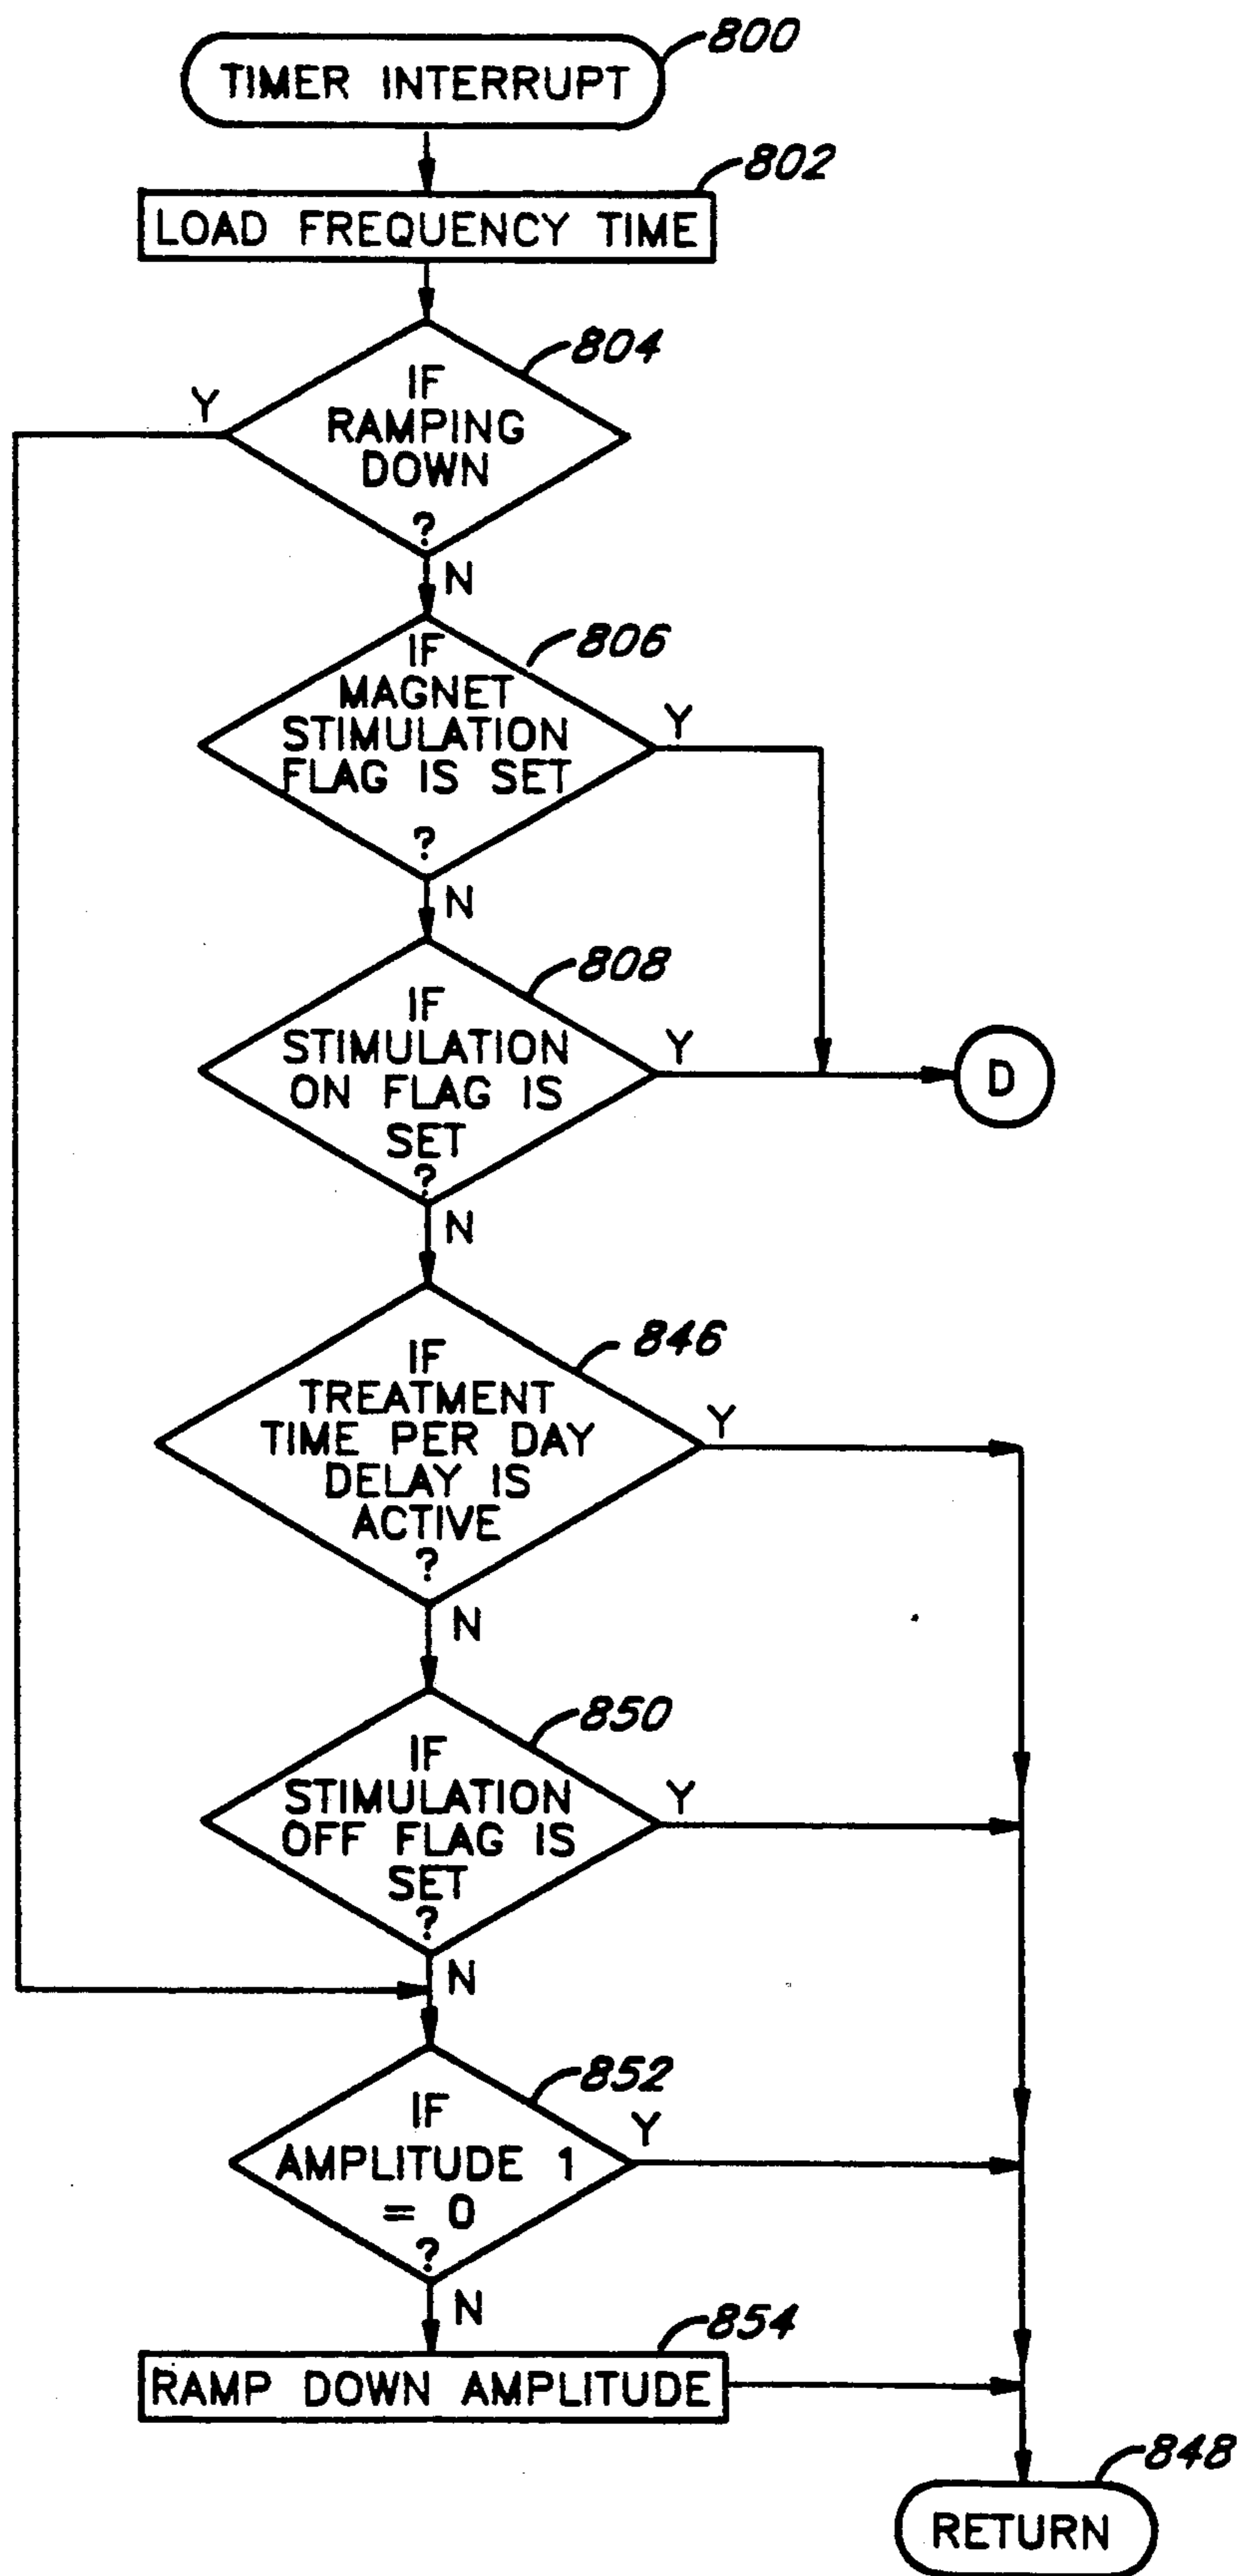 800
TIMER INTERRUPT
802
LOAD FREQUENCY TIME
804
Y
IF
RAMPING
DOWN
?
N
806
IF
MAGNET
STIMULATION
FLAG IS SET
?
Y
N
808
IF
STIMULATION
ON FLAG IS
SET
?
Y
D
N
846
IF
TREATMENT
TIME PER DAY
DELAY IS
ACTIVE
?
Y
N
850
IF
STIMULATION
OFF FLAG IS
SET
?
Y
N
852
IF
AMPLITUDE 1
= 0
?
Y
N
854
RAMP DOWN AMPLITUDE
848
RETURN